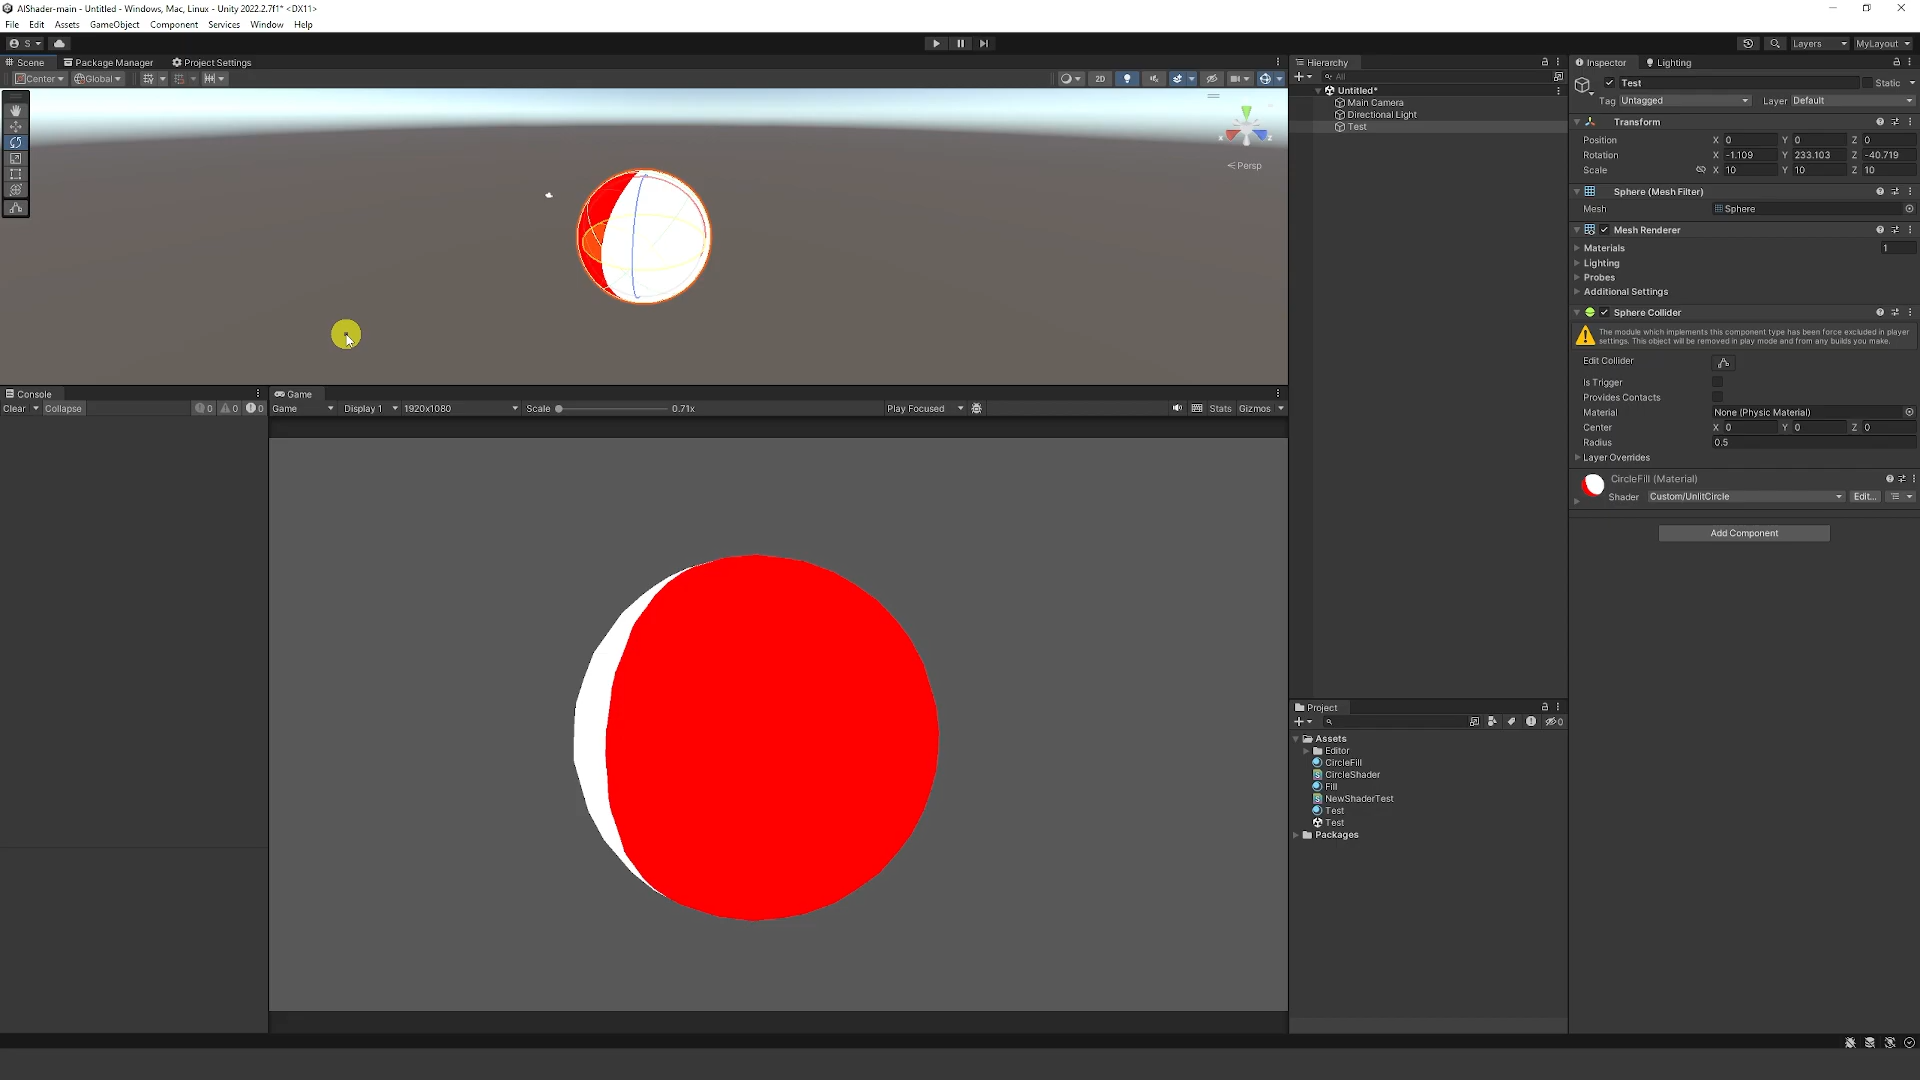 AIShader-main - Untitled - Windows, Mac, Linux - Unity 2022.2.7f1* <DX11>
File Edit Assets GameObject Component Services Window Help
S Layers MyLayout
Scene Package Manager Project Settings
Center Global 2D
Persp
Console
Clear Collapse 0 0 0
Game
Game Display 1 1920x1080 Scale 0.71x Play Focused Stats Gizmos
Hierarchy
All
Untitled*
Main Camera
Directional Light
Test
Project
0
Assets
Editor
CircleFill
CircleShader
Fill
NewShaderTest
Test
Test
Packages
Inspector Lighting
Test Static
Tag Untagged Layer Default
Transform
Position X 0 Y 0 Z 0
Rotation X -1.109 Y 233.103 Z -40.719
Scale X 10 Y 10 Z 10
Sphere (Mesh Filter)
Mesh Sphere
Mesh Renderer
Materials 1
Lighting
Probes
Additional Settings
Sphere Collider
The module which implements this component type has been force excluded in player
settings. This object will be removed in play mode and from any builds you make.
Edit Collider
Is Trigger
Provides Contacts
Material None (Physic Material)
Center X 0 Y 0 Z 0
Radius 0.5
Layer Overrides
CircleFill (Material)
Shader Custom/UnlitCircle Edit...
Add Component